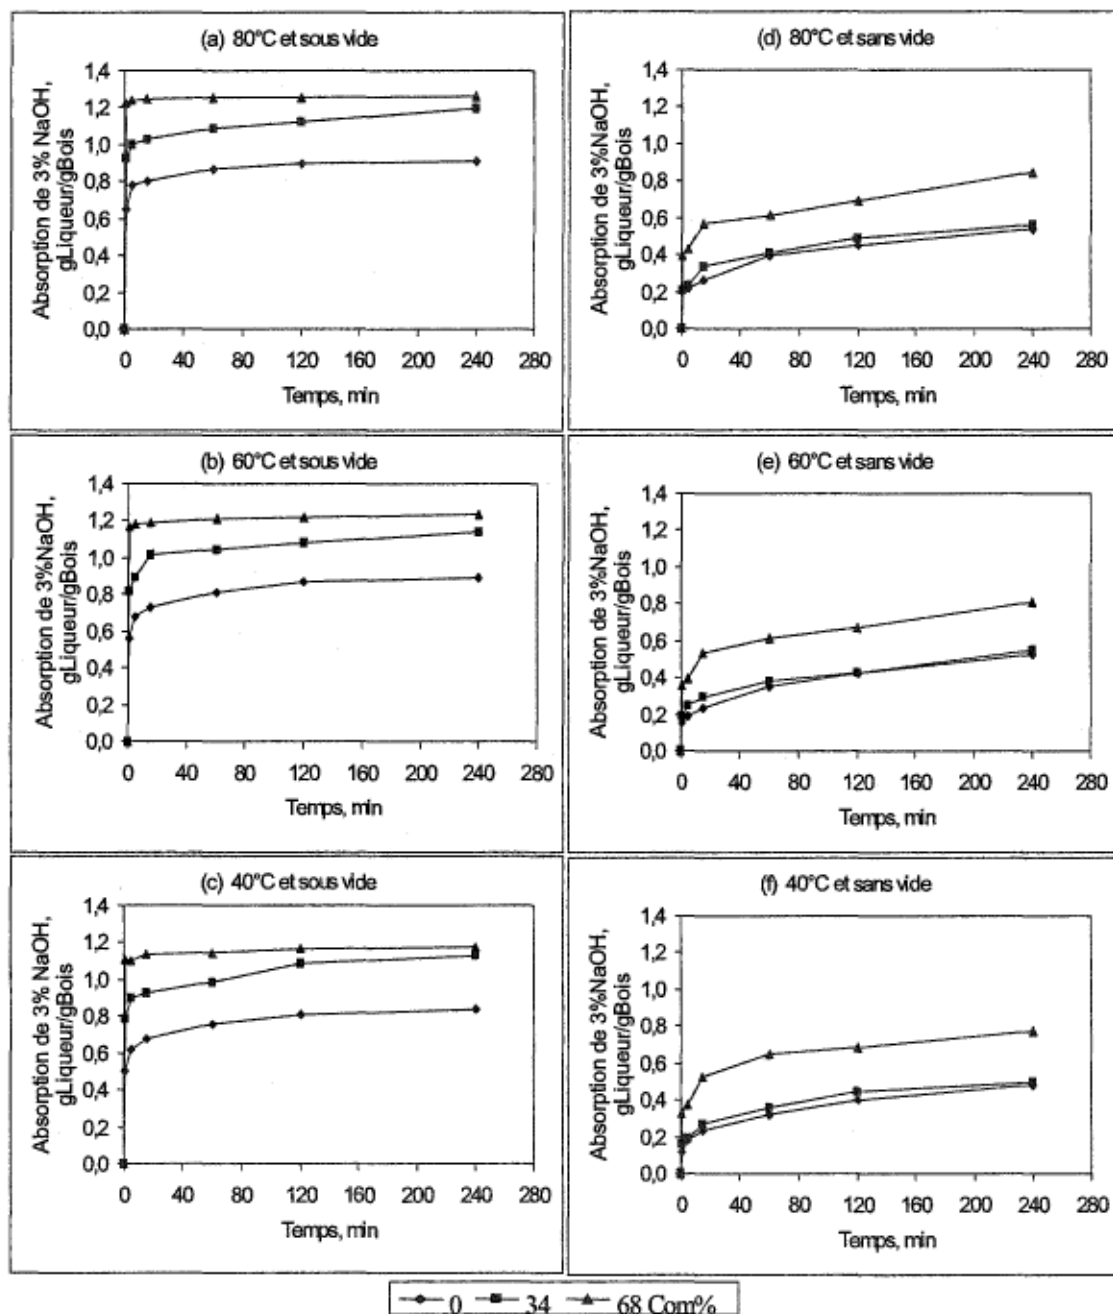 (a) 80°C et sous vide
Absorption de 3% NaOH,
gLiqueur/gBois
1,4
1,2
1,0
0,8
0,6
0,4
0,2
0,0
0 40 80 120 160 200 240 280
Temps, min
(d) 80°C et sans vide
Absorption de 3%NaOH,
gLiqueur/gBois
1,4
1,2
1,0
0,8
0,6
0,4
0,2
0,0
0 40 80 120 160 200 240 280
Temps, min
(b) 60°C et sous vide
Absorption de 3%NaOH,
gLiqueur/gBois
1,4
1,2
1,0
0,8
0,6
0,4
0,2
0,0
0 40 80 120 160 200 240 280
Temps, min
(e) 60°C et sans vide
Absorption de 3%NaOH,
gLiqueur/gBois
1,4
1,2
1,0
0,8
0,6
0,4
0,2
0,0
0 40 80 120 160 200 240 280
Temps, min
(c) 40°C et sous vide
Absorption de 3% NaOH,
gLiqueur/gBois
1,4
1,2
1,0
0,8
0,6
0,4
0,2
0,0
0 40 80 120 160 200 240 280
Temps, min
(f) 40°C et sans vide
Absorption de 3%NaOH,
gLiqueur/gBois
1,4
1,2
1,0
0,8
0,6
0,4
0,2
0,0
0 40 80 120 160 200 240 280
Temps, min
0 34 68 Com%